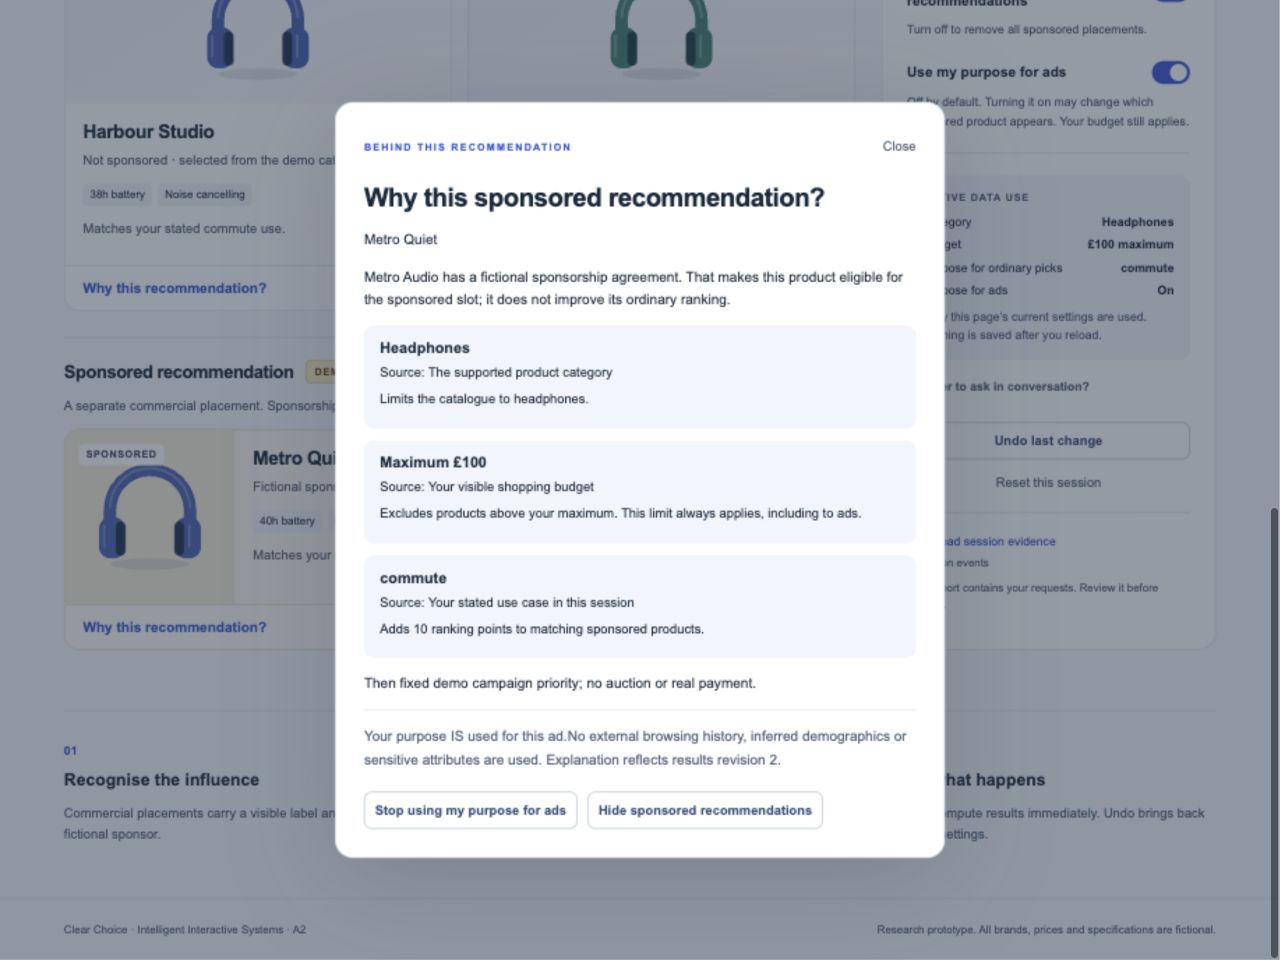 recommendations
Turn off to remove all sponsored placements.
Use my purpose for ads
Off by default. Turning it on may change which
red product appears. Your budget still applies.
Harbour Studio
Not sponsored · selected from the demo cat
38h battery
Noise cancelling
Matches your stated commute use.
Why this recommendation?
Sponsored recommendation
DEM
A separate commercial placement. Sponsorship
SPONSORED
Metro Qui
Fictional spons
40h battery
Matches your
Why this recommendation?
BEHIND THIS RECOMMENDATION
Close
Why this sponsored recommendation?
Metro Quiet
Metro Audio has a fictional sponsorship agreement. That makes this product eligible for
the sponsored slot; it does not improve its ordinary ranking.
Headphones
Source: The supported product category
Limits the catalogue to headphones.
Maximum £100
Source: Your visible shopping budget
Excludes products above your maximum. This limit always applies, including to ads.
commute
Source: Your stated use case in this session
Adds 10 ranking points to matching sponsored products.
Then fixed demo campaign priority; no auction or real payment.
Your purpose IS used for this ad.No external browsing history, inferred demographics or
sensitive attributes are used. Explanation reflects results revision 2.
Stop using my purpose for ads
Hide sponsored recommendations
IVE DATA USE
egory Headphones
get £100 maximum
ose for ordinary picks commute
ose for ads On
y this page's current settings are used.
ning is saved after you reload.
er to ask in conversation?
Undo last change
Reset this session
ad session evidence
n events
ort contains your requests. Review it before
01
Recognise the influence
Commercial placements carry a visible label an
fictional sponsor.
hat happens
mpute results immediately. Undo brings back
ettings.
Clear Choice · Intelligent Interactive Systems · A2
Research prototype. All brands, prices and specifications are fictional.